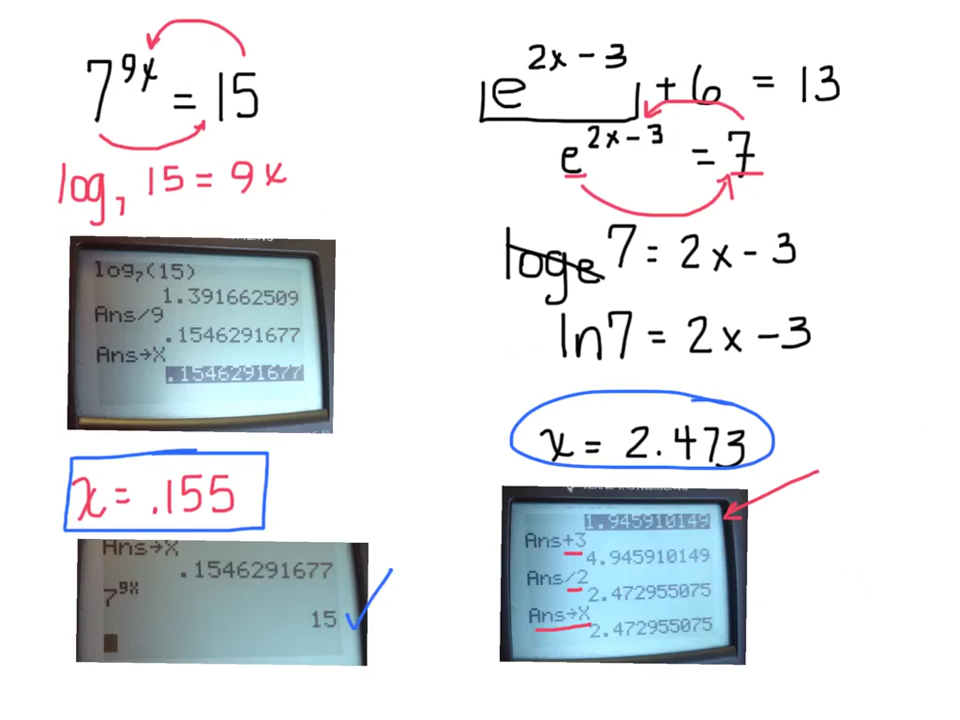 7^9x = 15
log₇ 15 = 9x
log₇(15)
1.391662509
Ans/9
.1546291677
Ans→X
.1546291677
x = .155
Ans→X
.1546291677
7^9X
15
e^2x-3 + 6 = 13
e^2x-3 = 7
logₑ 7 = 2x - 3
ln7 = 2x - 3
x = 2.473
1.945910149
Ans+3
4.945910149
Ans/2
2.472955075
Ans→X
2.472955075